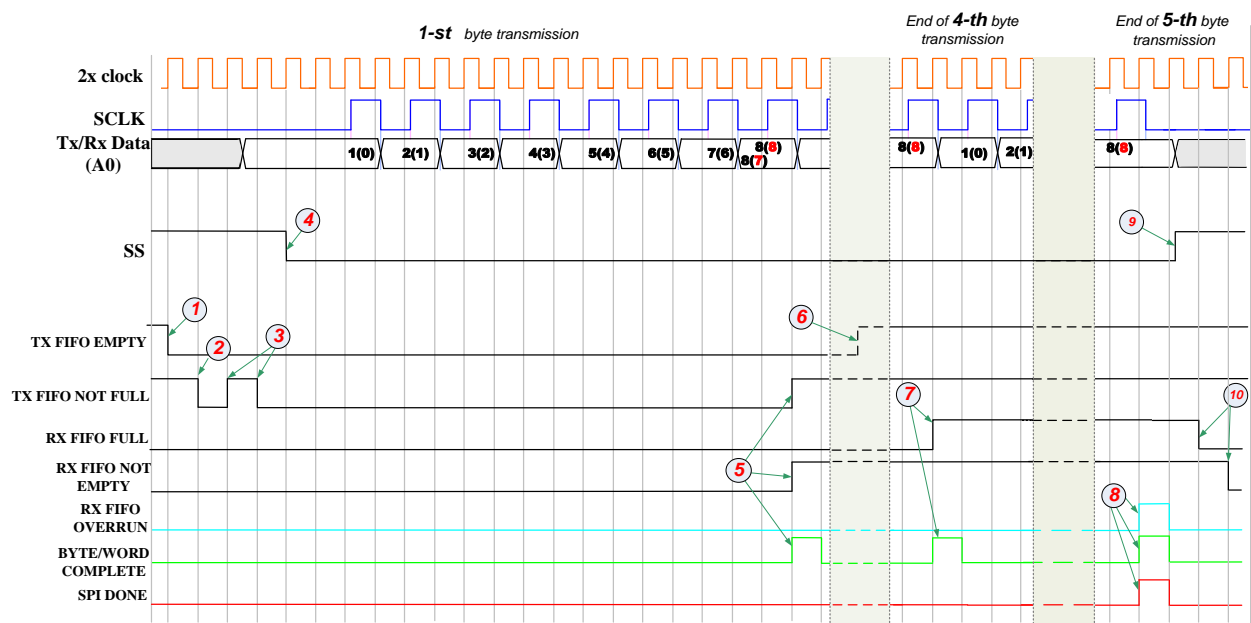 1-st byte transmission
End of 4-th byte
transmission
End of 5-th byte
transmission
2x clock
SCLK
Tx/Rx Data
(A0)
1(0) 2(1) 3(2) 4(3) 5(4) 6(5) 7(6) 8(8) 8(8) 1(0) 2(1) 8(8)
8(7)
4
9
SS
1
6
TX FIFO EMPTY
2
3
TX FIFO NOT FULL
7
10
RX FIFO FULL
RX FIFO NOT
EMPTY
5
8
RX FIFO
OVERRUN
BYTE/WORD
COMPLETE
SPI DONE